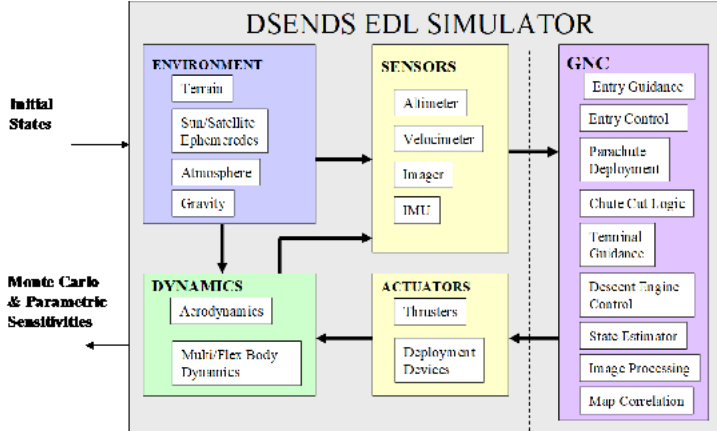 DSENDS EDL SIMULATOR
Initial
States
Monte Carlo
& Parametric
Sensitivities
ENVIRONMENT
Terrain
Sun/Satellite
Ephemeredes
Atmosphere
Gravity
SENSORS
Altimeter
Velocimeter
Imager
IMU
DYNAMICS
Aerodynamics
Multi/Flex Body
Dynamics
ACTUATORS
Thrusters
Deployment
Devices
GNC
Entry Guidance
Entry Control
Parachute
Deployment
Chute Cut Logic
Terminal
Guidance
Descent Engine
Control
State Estimator
Image Processing
Map Correlation